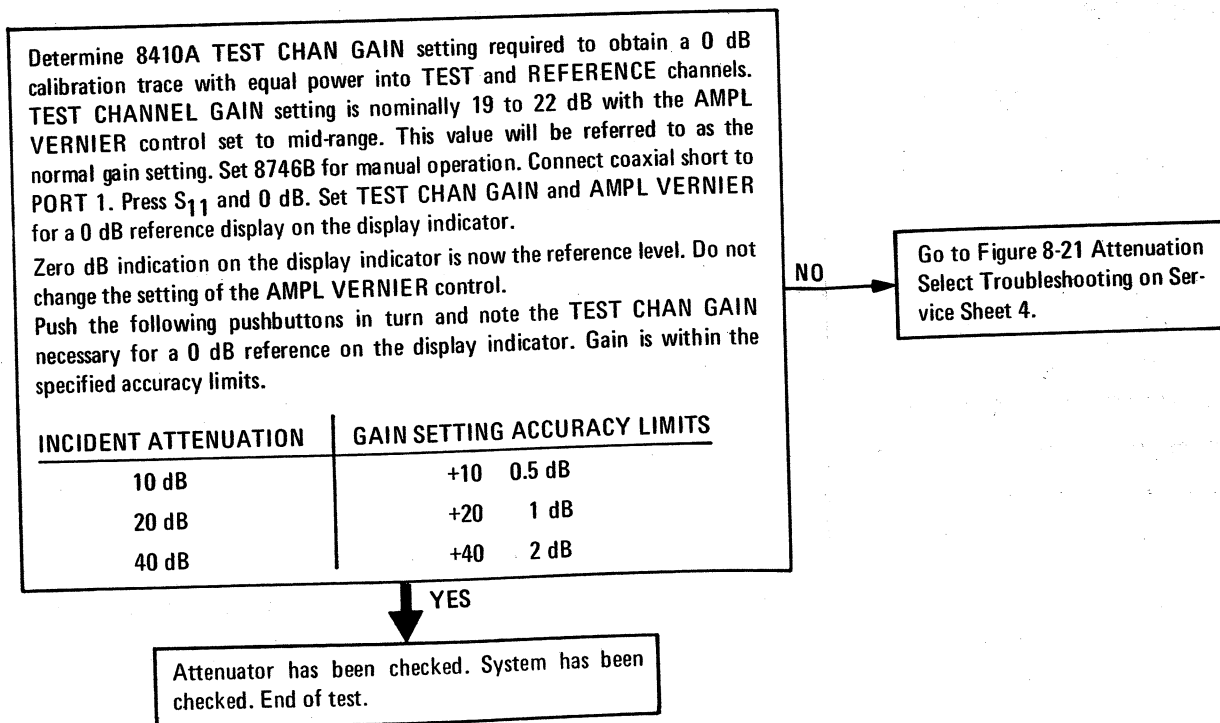 Determine 8410A TEST CHAN GAIN setting required to obtain a 0 dB
calibration trace with equal power into TEST and REFERENCE channels.
TEST CHANNEL GAIN setting is nominally 19 to 22 dB with the AMPL
VERNIER control set to mid-range. This value will be referred to as the
normal gain setting. Set 8746B for manual operation. Connect coaxial short to
PORT 1. Press S11 and 0 dB. Set TEST CHAN GAIN and AMPL VERNIER
for a 0 dB reference display on the display indicator.
Zero dB indication on the display indicator is now the reference level. Do not
change the setting of the AMPL VERNIER control.
Push the following pushbuttons in turn and note the TEST CHAN GAIN
necessary for a 0 dB reference on the display indicator. Gain is within the
specified accuracy limits.
INCIDENT ATTENUATION GAIN SETTING ACCURACY LIMITS
10 dB +10 0.5 dB
20 dB +20 1 dB
40 dB +40 2 dB
NO
Go to Figure 8-21 Attenuation
Select Troubleshooting on Ser-
vice Sheet 4.
YES
Attenuator has been checked. System has been
checked. End of test.